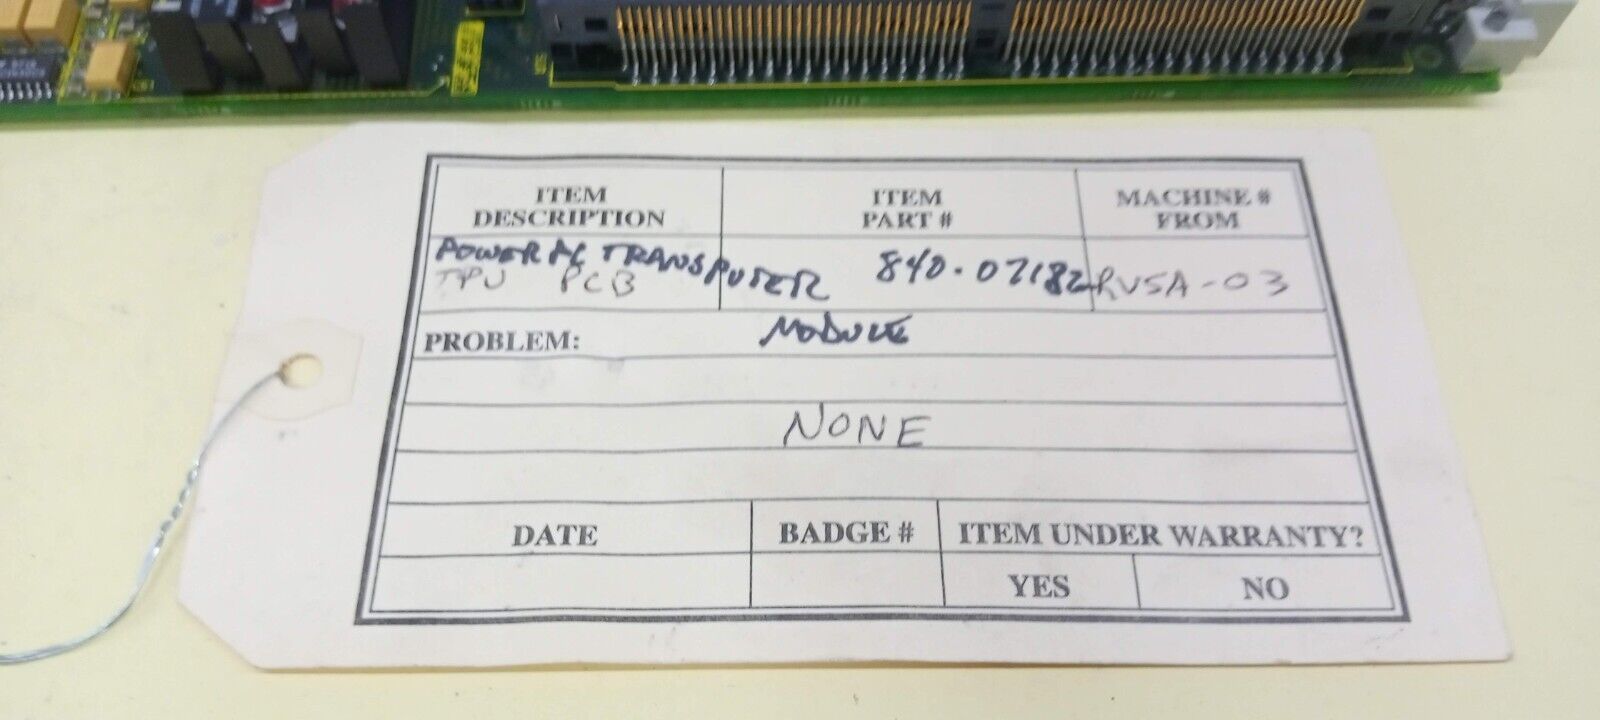 ITEM DESCRIPTION
ITEM PART #
MACHINE # FROM
POWER PC TRANSPUTER
TPU PCB
840-07182
RVSA-03
PROBLEM:
MODULE
NONE
DATE
BADGE #
ITEM UNDER WARRANTY?
YES
NO